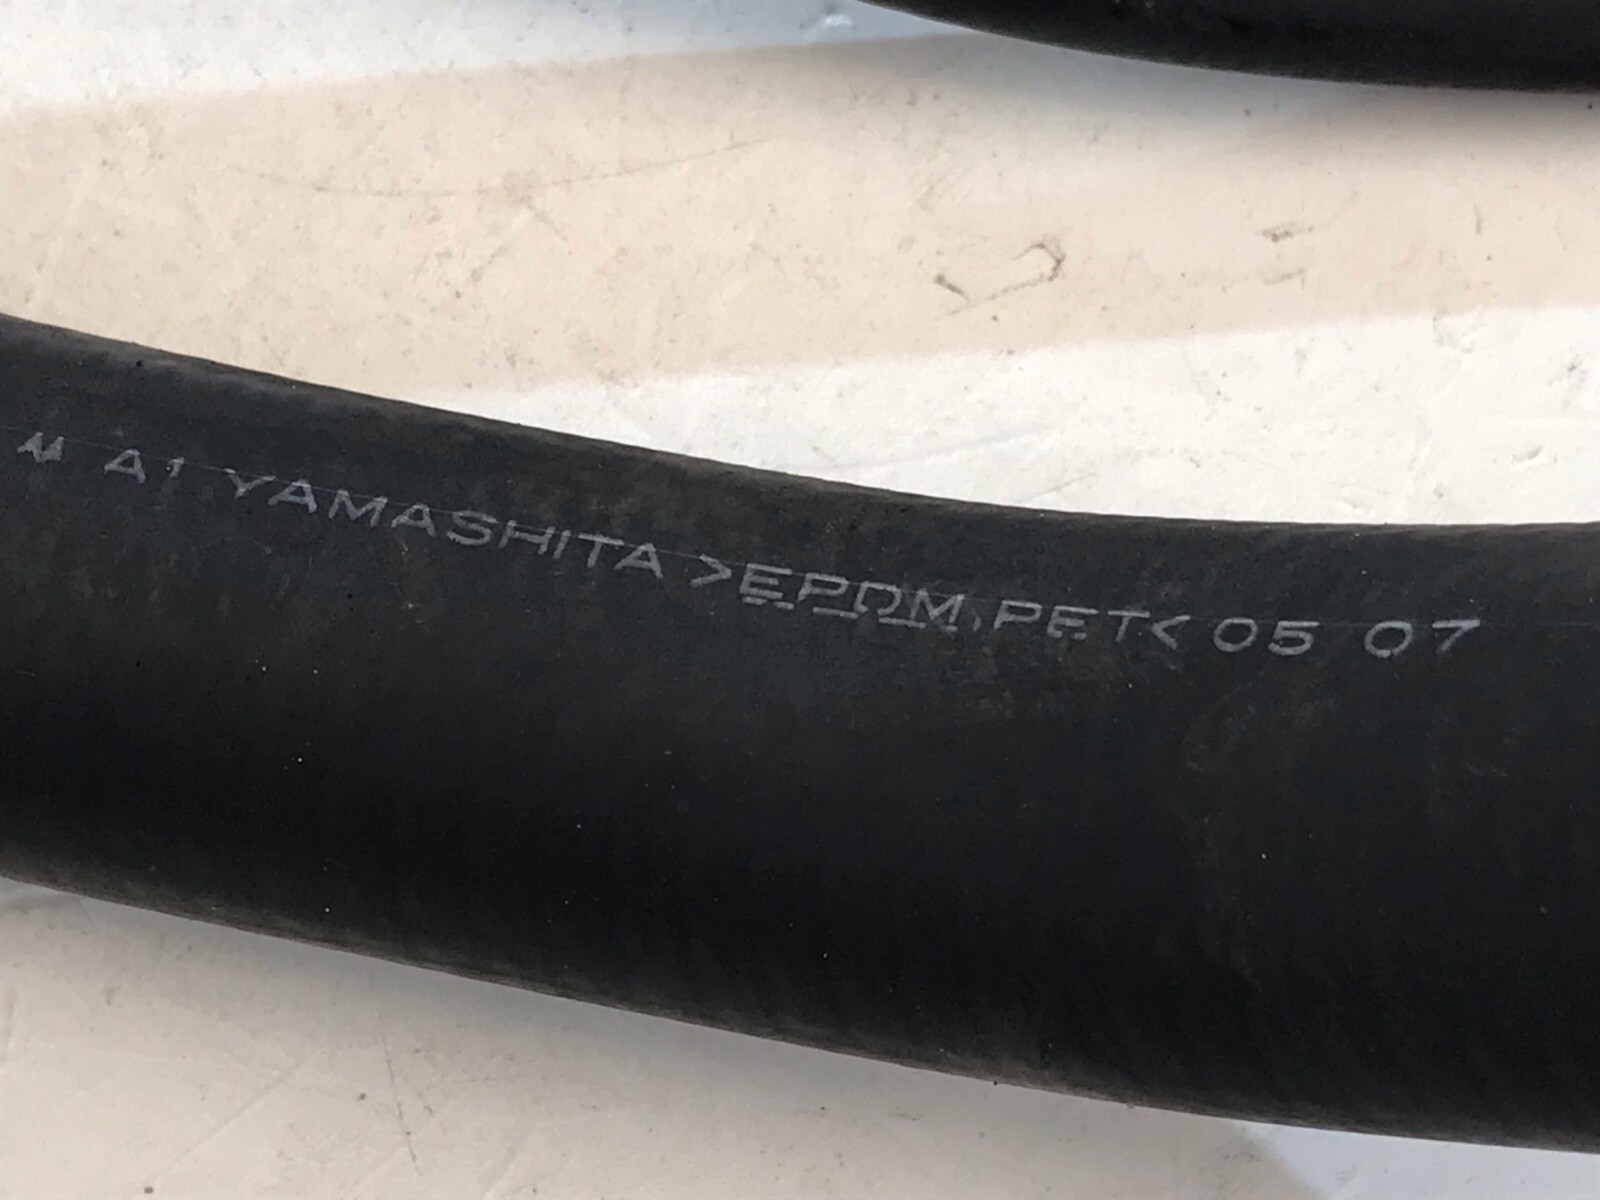 A1 YAMASHITA >EPDM,PET< 05 07